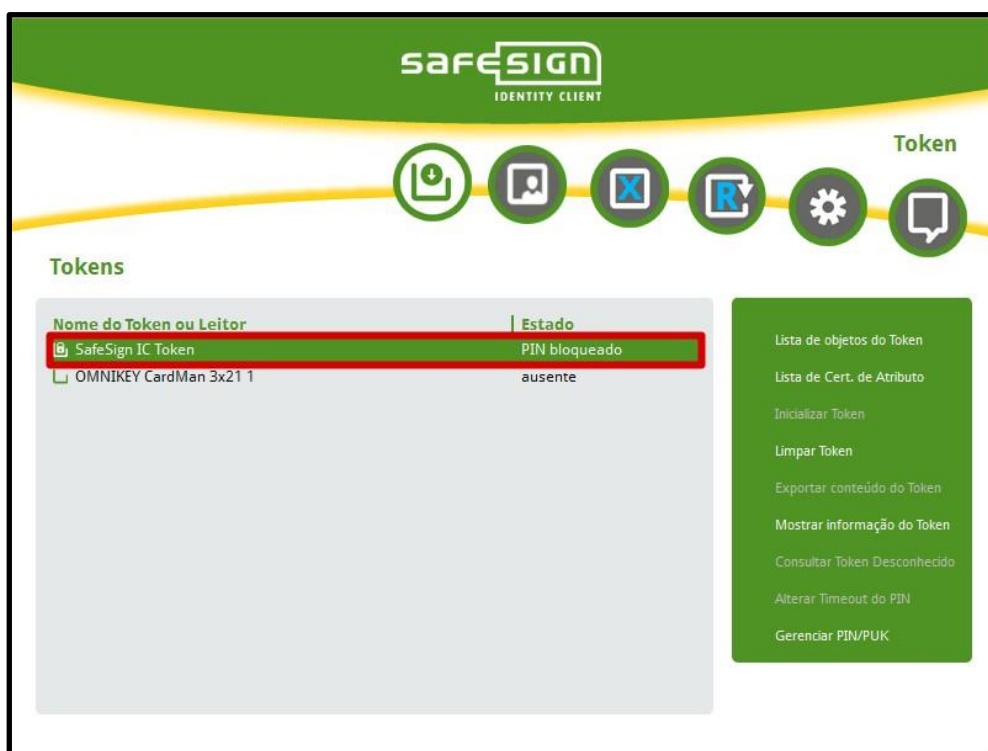 safesign
IDENTITY CLIENT
Token
Tokens
Nome do Token ou Leitor Estado
SafeSign IC Token PIN bloqueado
OMNIKEY CardMan 3x21 1 ausente
Lista de objetos do Token
Lista de Cert. de Atributo
Inicializar Token
Limpar Token
Exportar conteúdo do Token
Mostrar informação do Token
Consultar Token Desconhecido
Alterar Timeout do PIN
Gerenciar PIN/PUK
X
R